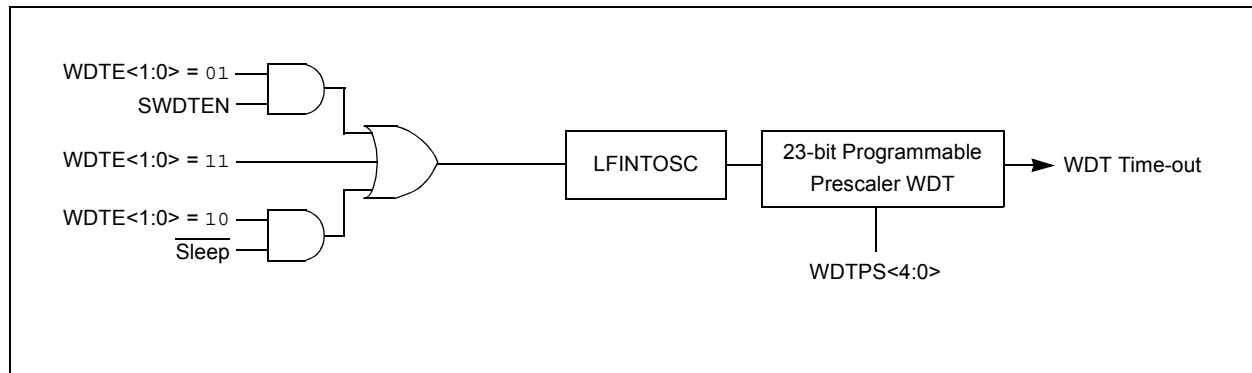 WDTE<1:0> = 01
SWDTEN
WDTE<1:0> = 11
WDTE<1:0> = 10
Sleep
LFINTOSC
23-bit Programmable
Prescaler WDT
WDT Time-out
WDTPS<4:0>